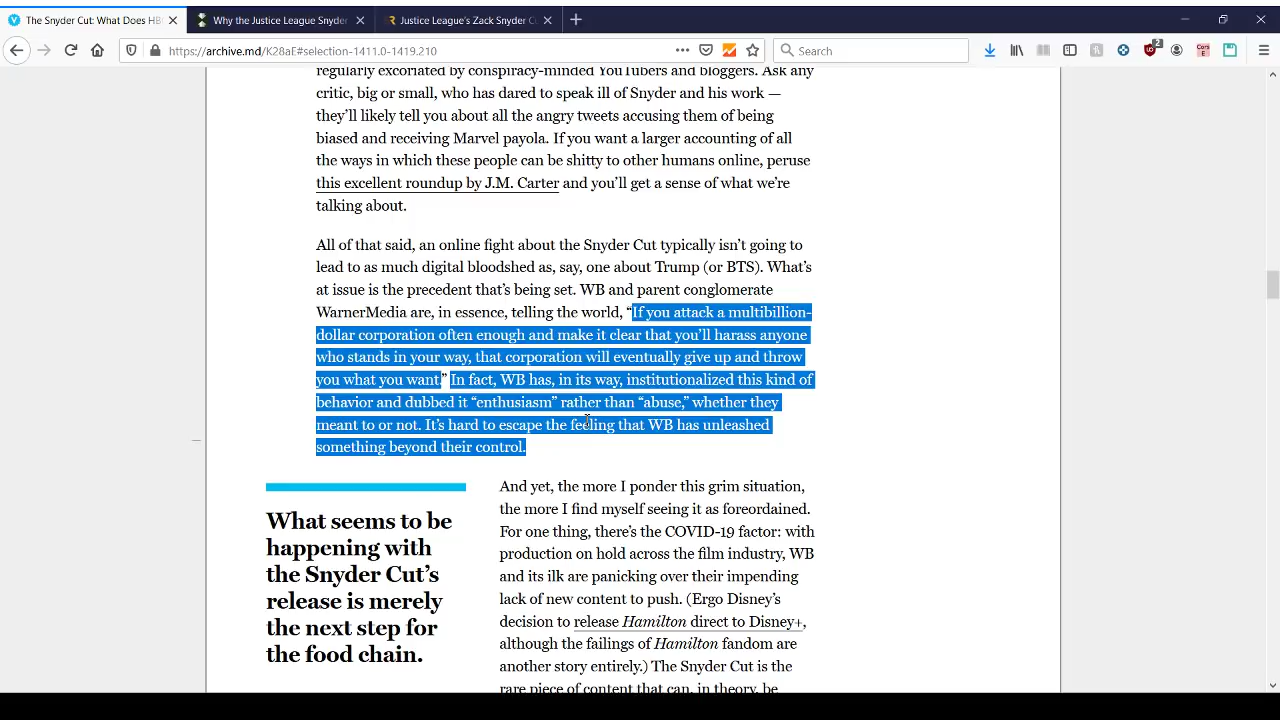 The Snyder Cut: What Does HB
Why the Justice League Snyder
Justice League's Zack Snyder C
https://archive.md/K28aE#selection-1411.0-1419.210
Search
2
regularly excoriated by conspiracy-minded YouTubers and bloggers. Ask any
critic, big or small, who has dared to speak ill of Snyder and his work —
they'll likely tell you about all the angry tweets accusing them of being
biased and receiving Marvel payola. If you want a larger accounting of all
the ways in which these people can be shitty to other humans online, peruse
this excellent roundup by J.M. Carter and you'll get a sense of what we're
talking about.
All of that said, an online fight about the Snyder Cut typically isn't going to
lead to as much digital bloodshed as, say, one about Trump (or BTS). What's
at issue is the precedent that's being set. WB and parent conglomerate
WarnerMedia are, in essence, telling the world, “If you attack a multibillion-
dollar corporation often enough and make it clear that you'll harass anyone
who stands in your way, that corporation will eventually give up and throw
you what you want.” In fact, WB has, in its way, institutionalized this kind of
behavior and dubbed it “enthusiasm” rather than “abuse,” whether they
meant to or not. It's hard to escape the feeling that WB has unleashed
something beyond their control.
What seems to be
happening with
the Snyder Cut's
release is merely
the next step for
the food chain.
And yet, the more I ponder this grim situation,
the more I find myself seeing it as foreordained.
For one thing, there's the COVID-19 factor: with
production on hold across the film industry, WB
and its ilk are panicking over their impending
lack of new content to push. (Ergo Disney's
decision to release Hamilton direct to Disney+,
although the failings of Hamilton fandom are
another story entirely.) The Snyder Cut is the
rare piece of content that can, in theory, be